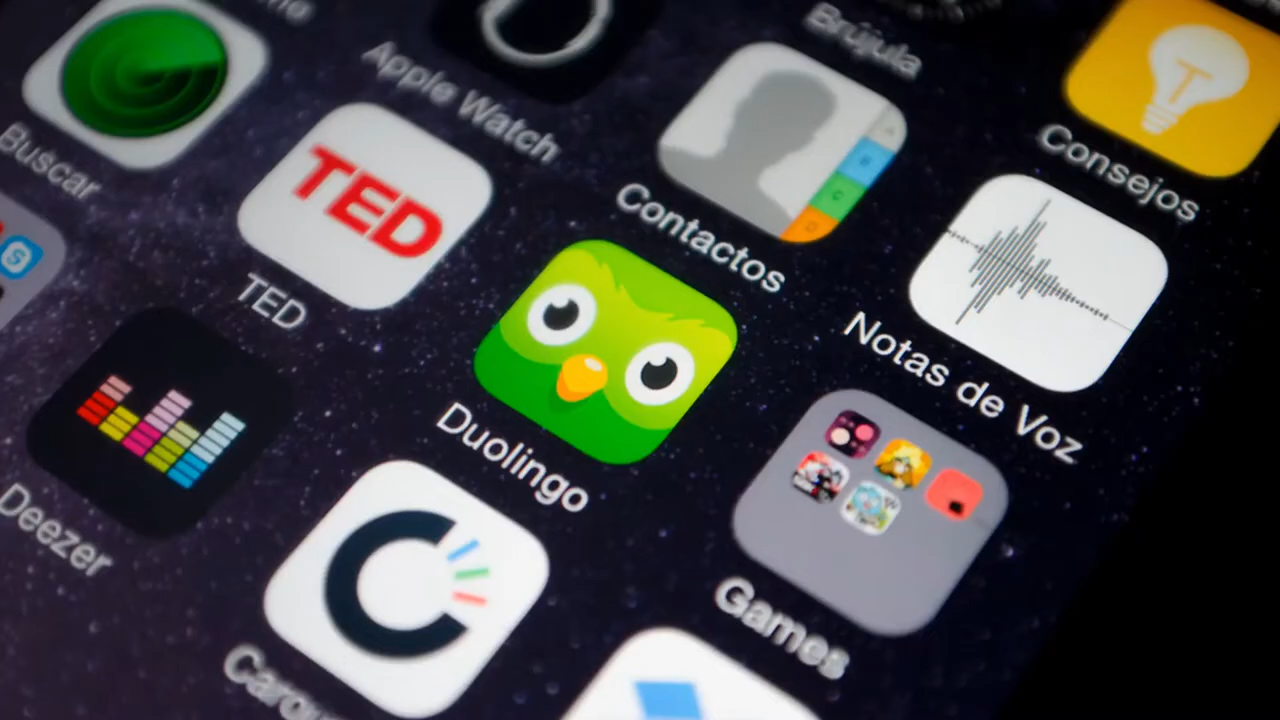 Apple Watch
Brújula
Buscar
TED
TED
Contactos
Consejos
Duolingo
Notas de Voz
Deezer
Games